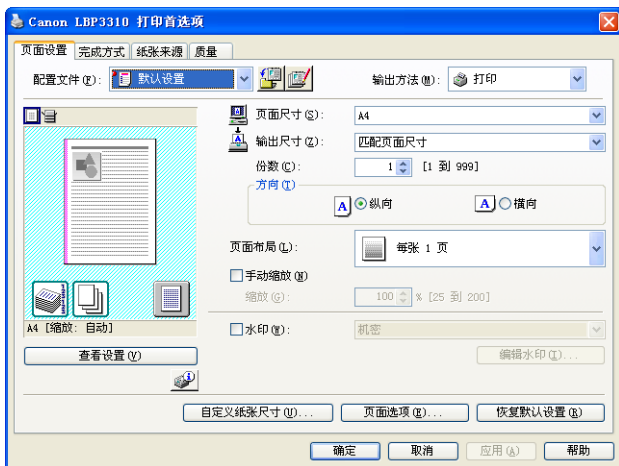 Canon LBP3310 打印首选项
页面设置 完成方式 纸张来源 质量
配置文件(F): 默认设置 输出方法(M): 打印
页面尺寸(S): A4
输出尺寸(Z): 匹配页面尺寸
份数(C): 1 [1 到 999]
方向(T)
A 纵向 A 横向
页面布局(L): 每张 1 页
手动缩放(N)
缩放(G): 100 % [25 到 200]
A4 [缩放: 自动]
水印(W): 机密
查看设置(V) 编辑水印(I)...
自定义纸张尺寸(U)... 页面选项(E)... 恢复默认设置(R)
确定 取消 应用(A) 帮助